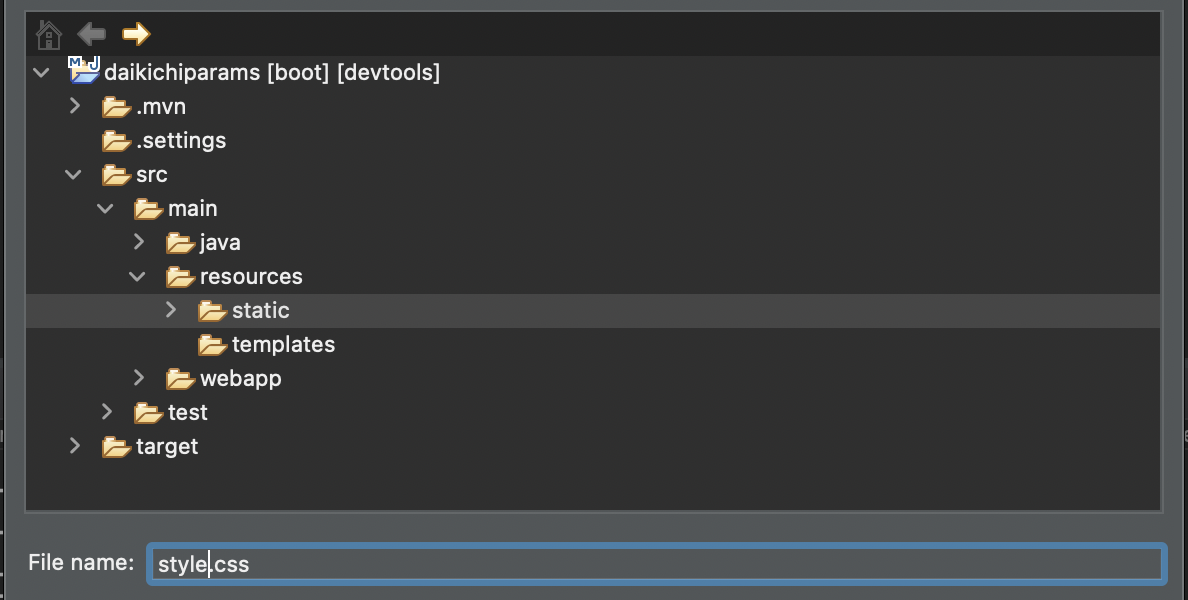 daikichiparams [boot] [devtools]
.mvn
.settings
src
main
java
resources
static
templates
webapp
test
target
File name: style.css